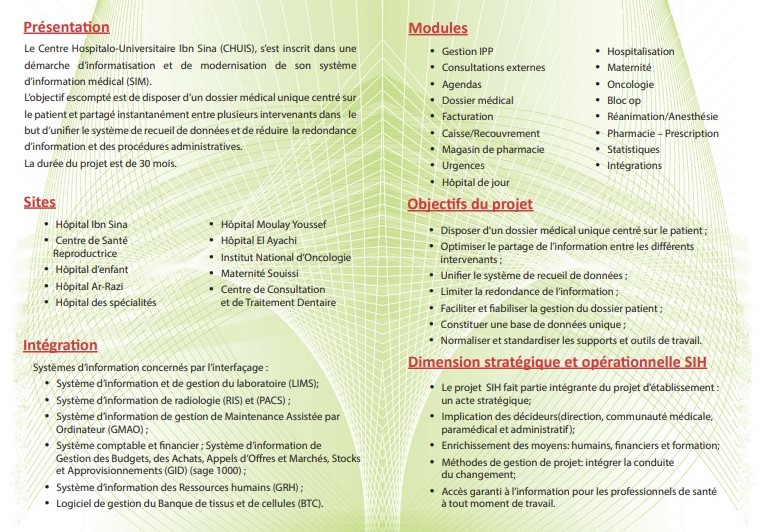 Présentation
Le Centre Hospitalo-Universitaire Ibn Sina (CHUIS), s'est inscrit dans une
démarche d'informatisation et de modernisation de son système
d'information médical (SIM).
L'objectif escompté est de disposer d'un dossier médical unique centré sur
le patient et partagé instantanément entre plusieurs intervenants dans le
but d'unifier le système de recueil de données et de réduire la redondance
d'information et des procédures administratives.
La durée du projet est de 30 mois.
Sites
• Hôpital Ibn Sina
• Centre de Santé
Reproductrice
• Hôpital d'enfant
• Hôpital Ar-Razi
• Hôpital des spécialités
• Hôpital Moulay Youssef
• Hôpital El Ayachi
• Institut National d'Oncologie
• Maternité Souissi
• Centre de Consultation
et de Traitement Dentaire
Intégration
Systèmes d'information concernés par l'interfaçage :
• Système d'information et de gestion du laboratoire (LIMS);
• Système d'information de radiologie (RIS) et (PACS) ;
• Système d'information de gestion de Maintenance Assistée par
Ordinateur (GMAO) ;
• Système comptable et financier ; Système d'information de
Gestion des Budgets, des Achats, Appels d'Offres et Marchés, Stocks
et Approvisionnements (GID) (sage 1000) ;
• Système d'information des Ressources humains (GRH) ;
• Logiciel de gestion du Banque de tissus et de cellules (BTC).
Modules
• Gestion IPP
• Consultations externes
• Agendas
• Dossier médical
• Facturation
• Caisse/Recouvrement
• Magasin de pharmacie
• Urgences
• Hôpital de jour
• Hospitalisation
• Maternité
• Oncologie
• Bloc op
• Réanimation/Anesthésie
• Pharmacie – Prescription
• Statistiques
• Intégrations
Objectifs du projet
• Disposer d'un dossier médical unique centré sur le patient ;
• Optimiser le partage de l'information entre les différents
intervenants ;
• Unifier le système de recueil de données ;
• Limiter la redondance de l'information ;
• Faciliter et fiabiliser la gestion du dossier patient ;
• Constituer une base de données unique ;
• Normaliser et standardiser les supports et outils de travail.
Dimension stratégique et opérationnelle SIH
• Le projet SIH fait partie intégrante du projet d'établissement :
un acte stratégique;
• Implication des décideurs(direction, communauté médicale,
paramédical et administratif);
• Enrichissement des moyens: humains, financiers et formation;
• Méthodes de gestion de projet: intégrer la conduite
du changement;
• Accès garanti à l'information pour les professionnels de santé
à tout moment de travail.